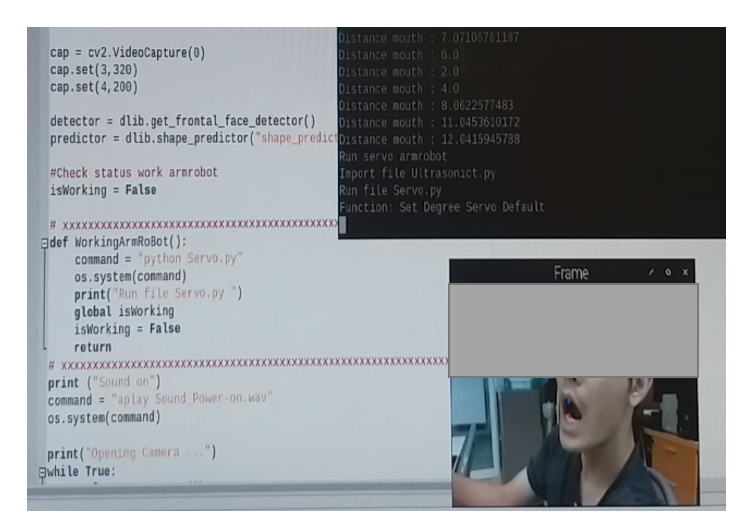 cap = cv2.VideoCapture(0)
cap.set(3,320)
cap.set(4,200)
detector = dlib.get_frontal_face_detector()
predictor = dlib.shape_predictor("shape_predict
#Check status work armrobot
isWorking = False
# xxxxxxxxxxxxxxxxxxxxxxxxxxxxxxxxxxxxxxxxxxxx
def WorkingArmRoBot():
command = "python Servo.py"
os.system(command)
print("Run file Servo.py ")
global isWorking
isWorking = False
return
# xxxxxxxxxxxxxxxxxxxxxxxxxxxxxxxxxxxxxxxxxxxxxxxxxxxxxxxxxxxxx
print ("Sound on")
command = "aplay Sound_Power-on.wav"
os.system(command)
print("Opening Camera ...")
while True:
Distance mouth : 7.07106781187
Distance mouth : 6.0
Distance mouth : 2.0
Distance mouth : 4.0
Distance mouth : 8.0622577483
Distance mouth : 11.0453610172
Distance mouth : 12.0415945788
Run servo armrobot
Import file Ultrasonict.py
Run file Servo.py
Function: Set Degree Servo Default
Frame